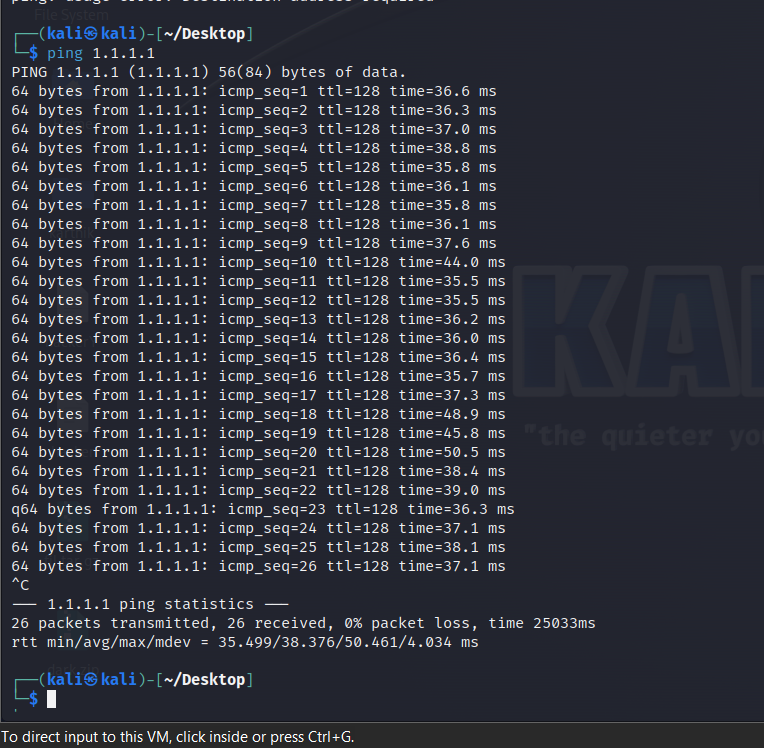 ping: usage error: Destination address required
File System
┌──(kali㉿kali)-[~/Desktop]
└─$ ping 1.1.1.1
PING 1.1.1.1 (1.1.1.1) 56(84) bytes of data.
64 bytes from 1.1.1.1: icmp_seq=1 ttl=128 time=36.6 ms
64 bytes from 1.1.1.1: icmp_seq=2 ttl=128 time=36.3 ms
64 bytes from 1.1.1.1: icmp_seq=3 ttl=128 time=37.0 ms
64 bytes from 1.1.1.1: icmp_seq=4 ttl=128 time=38.8 ms
64 bytes from 1.1.1.1: icmp_seq=5 ttl=128 time=35.8 ms
64 bytes from 1.1.1.1: icmp_seq=6 ttl=128 time=36.1 ms
64 bytes from 1.1.1.1: icmp_seq=7 ttl=128 time=35.8 ms
64 bytes from 1.1.1.1: icmp_seq=8 ttl=128 time=36.1 ms
64 bytes from 1.1.1.1: icmp_seq=9 ttl=128 time=37.6 ms
64 bytes from 1.1.1.1: icmp_seq=10 ttl=128 time=44.0 ms
64 bytes from 1.1.1.1: icmp_seq=11 ttl=128 time=35.5 ms
64 bytes from 1.1.1.1: icmp_seq=12 ttl=128 time=35.5 ms
64 bytes from 1.1.1.1: icmp_seq=13 ttl=128 time=36.2 ms
64 bytes from 1.1.1.1: icmp_seq=14 ttl=128 time=36.0 ms
64 bytes from 1.1.1.1: icmp_seq=15 ttl=128 time=36.4 ms
64 bytes from 1.1.1.1: icmp_seq=16 ttl=128 time=35.7 ms
64 bytes from 1.1.1.1: icmp_seq=17 ttl=128 time=37.3 ms
64 bytes from 1.1.1.1: icmp_seq=18 ttl=128 time=48.9 ms
64 bytes from 1.1.1.1: icmp_seq=19 ttl=128 time=45.8 ms
64 bytes from 1.1.1.1: icmp_seq=20 ttl=128 time=50.5 ms
64 bytes from 1.1.1.1: icmp_seq=21 ttl=128 time=38.4 ms
64 bytes from 1.1.1.1: icmp_seq=22 ttl=128 time=39.0 ms
q64 bytes from 1.1.1.1: icmp_seq=23 ttl=128 time=36.3 ms
64 bytes from 1.1.1.1: icmp_seq=24 ttl=128 time=37.1 ms
64 bytes from 1.1.1.1: icmp_seq=25 ttl=128 time=38.1 ms
64 bytes from 1.1.1.1: icmp_seq=26 ttl=128 time=37.1 ms
^C
--- 1.1.1.1 ping statistics ---
26 packets transmitted, 26 received, 0% packet loss, time 25033ms
rtt min/avg/max/mdev = 35.499/38.376/50.461/4.034 ms
┌──(kali㉿kali)-[~/Desktop]
└─$
KA
"the quieter yo
To direct input to this VM, click inside or press Ctrl+G.